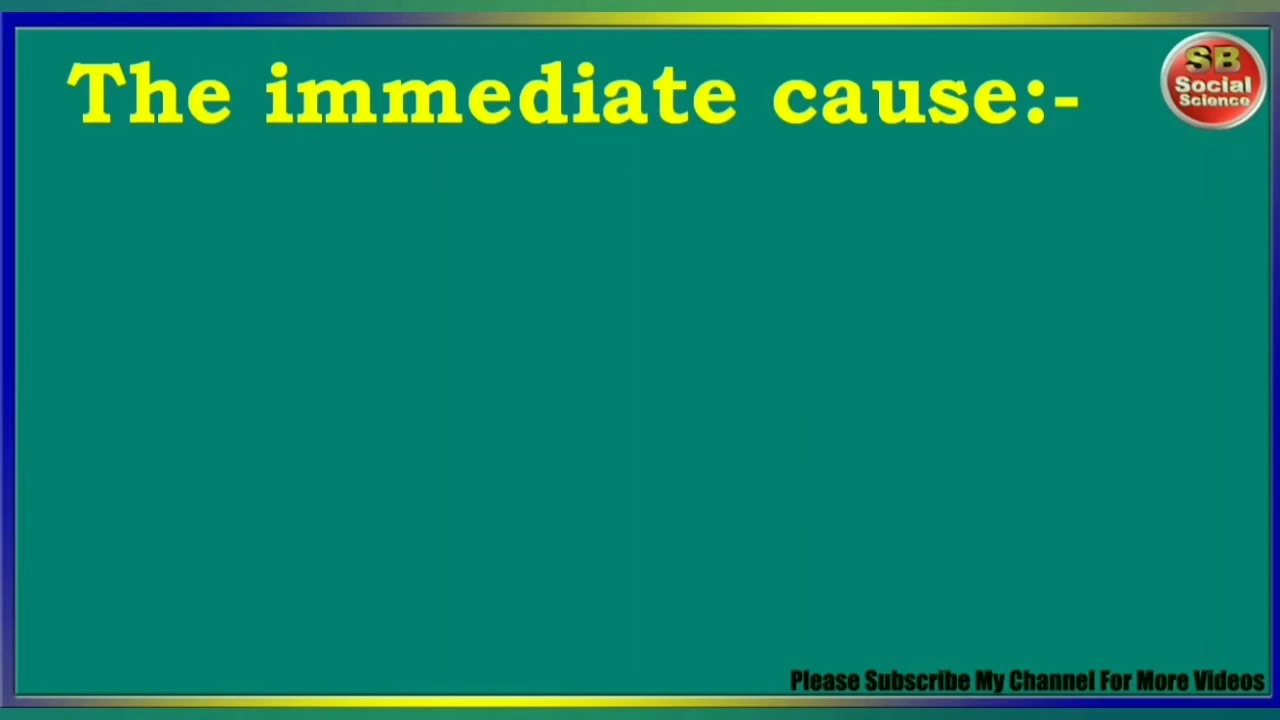 The immediate cause:-
SB
Social
Science
Please Subscribe My Channel For More Videos